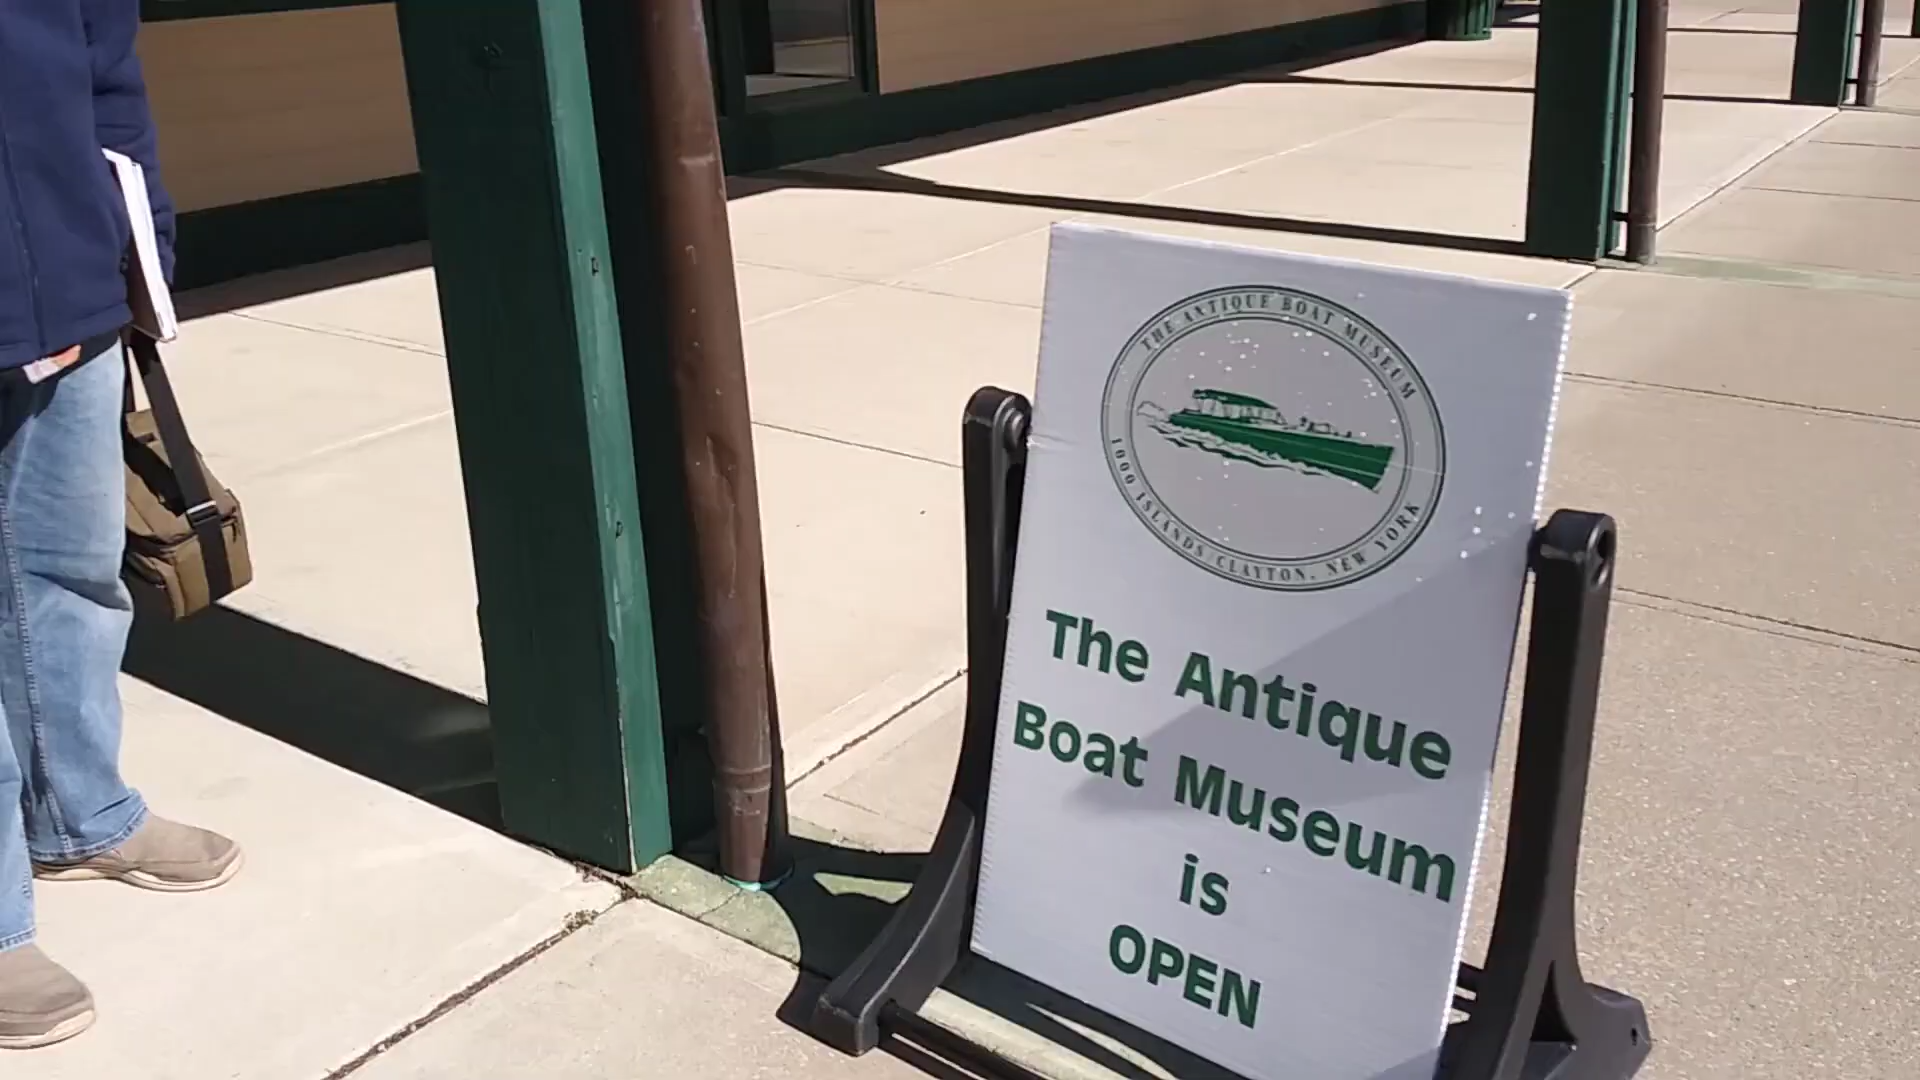 THE ANTIQUE BOAT MUSEUM
1000 ISLANDS/CLAYTON, NEW YORK
The Antique
Boat Museum
is
OPEN